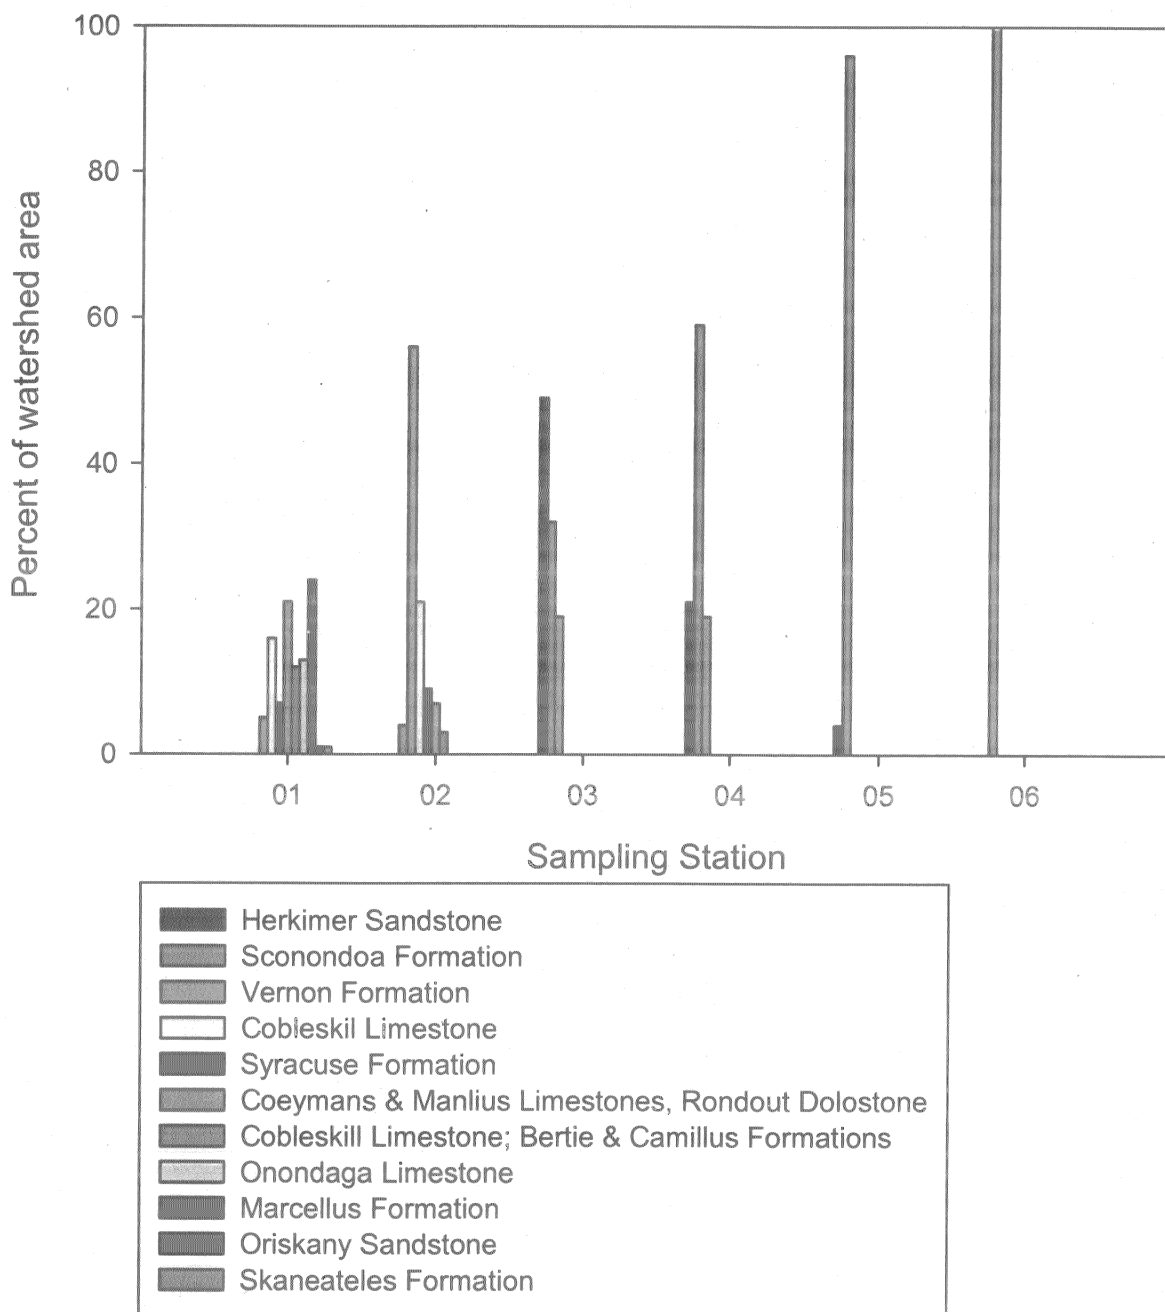 100
80
60
40
20
0
Percent of watershed area
01 02 03 04 05 06
Sampling Station
Herkimer Sandstone
Sconondoa Formation
Vernon Formation
Cobleskil Limestone
Syracuse Formation
Coeymans & Manlius Limestones, Rondout Dolostone
Cobleskill Limestone; Bertie & Camillus Formations
Onondaga Limestone
Marcellus Formation
Oriskany Sandstone
Skaneateles Formation